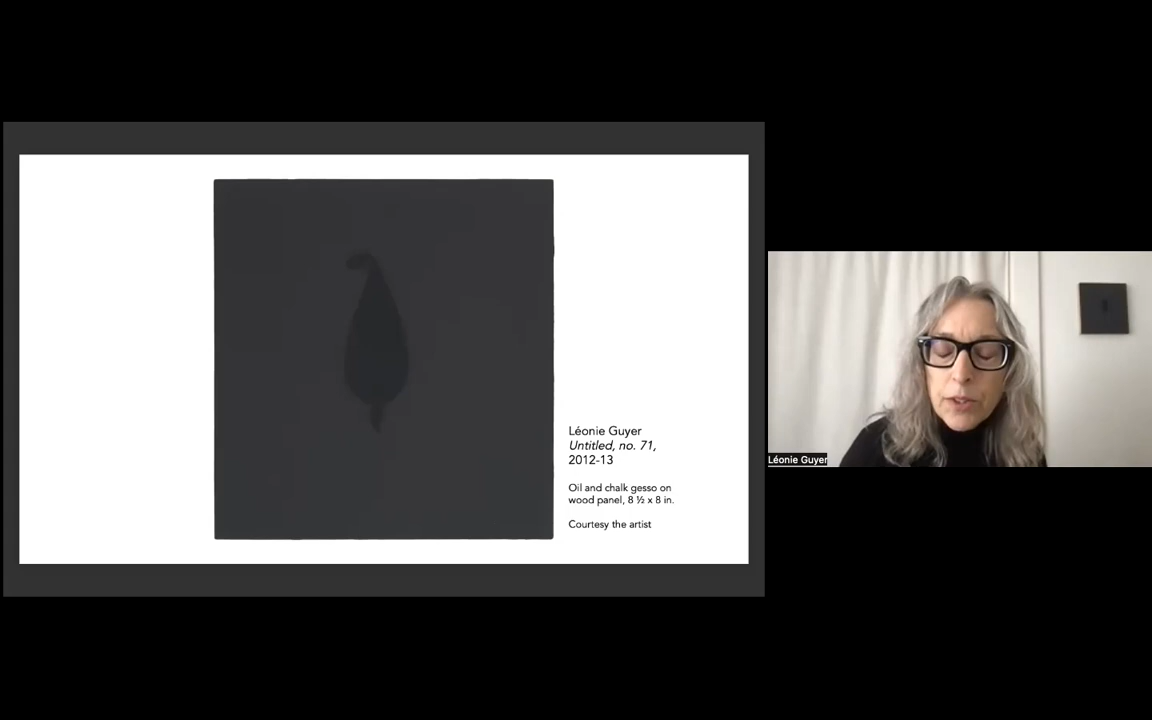 Léonie Guyer
Untitled, no. 71,
2012-13
Oil and chalk gesso on
wood panel, 8 ½ x 8 in.
Courtesy the artist
Léonie Guyer